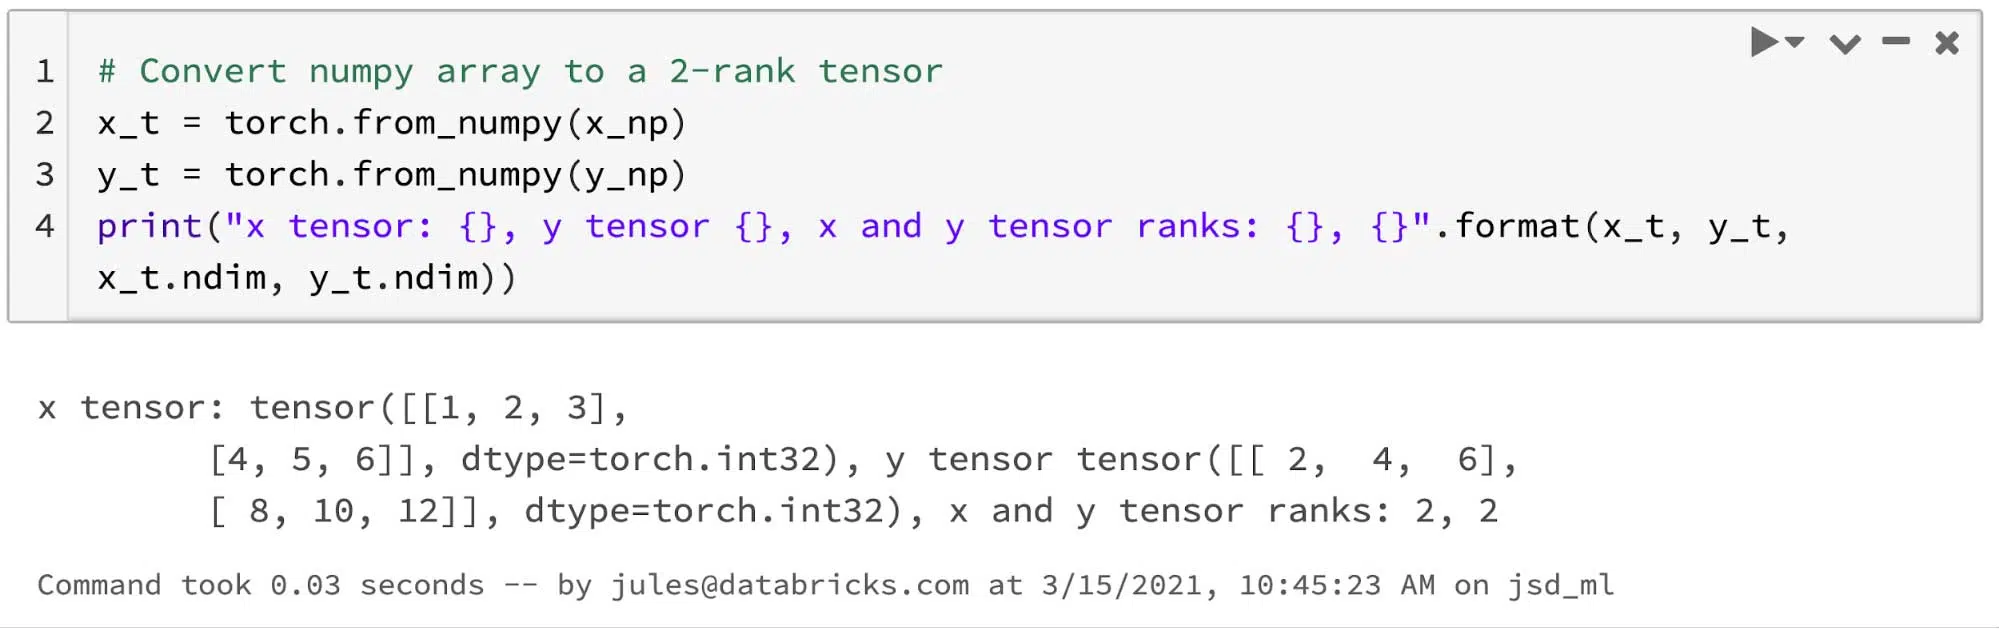 1 # Convert numpy array to a 2-rank tensor
2 x_t = torch.from_numpy(x_np)
3 y_t = torch.from_numpy(y_np)
4 print("x tensor: {}, y tensor {}, x and y tensor ranks: {}, {}".format(x_t, y_t,
x_t.ndim, y_t.ndim))
x tensor: tensor([[1, 2, 3],
[4, 5, 6]], dtype=torch.int32), y tensor tensor([[ 2,  4,  6],
[ 8, 10, 12]], dtype=torch.int32), x and y tensor ranks: 2, 2
Command took 0.03 seconds -- by jules@databricks.com at 3/15/2021, 10:45:23 AM on jsd_ml